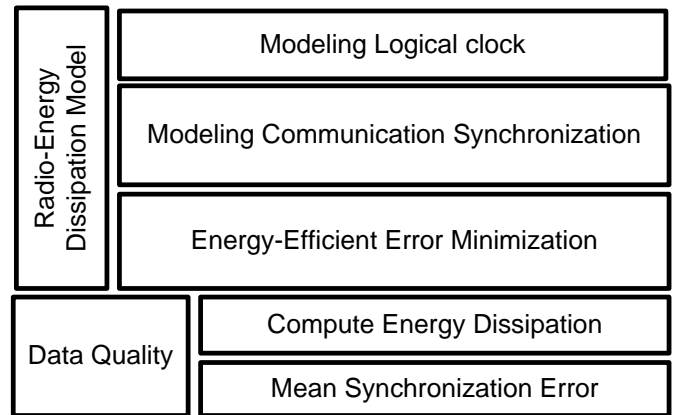 Radio-Energy
Dissipation Model
Modeling Logical clock
Modeling Communication Synchronization
Energy-Efficient Error Minimization
Data Quality
Compute Energy Dissipation
Mean Synchronization Error